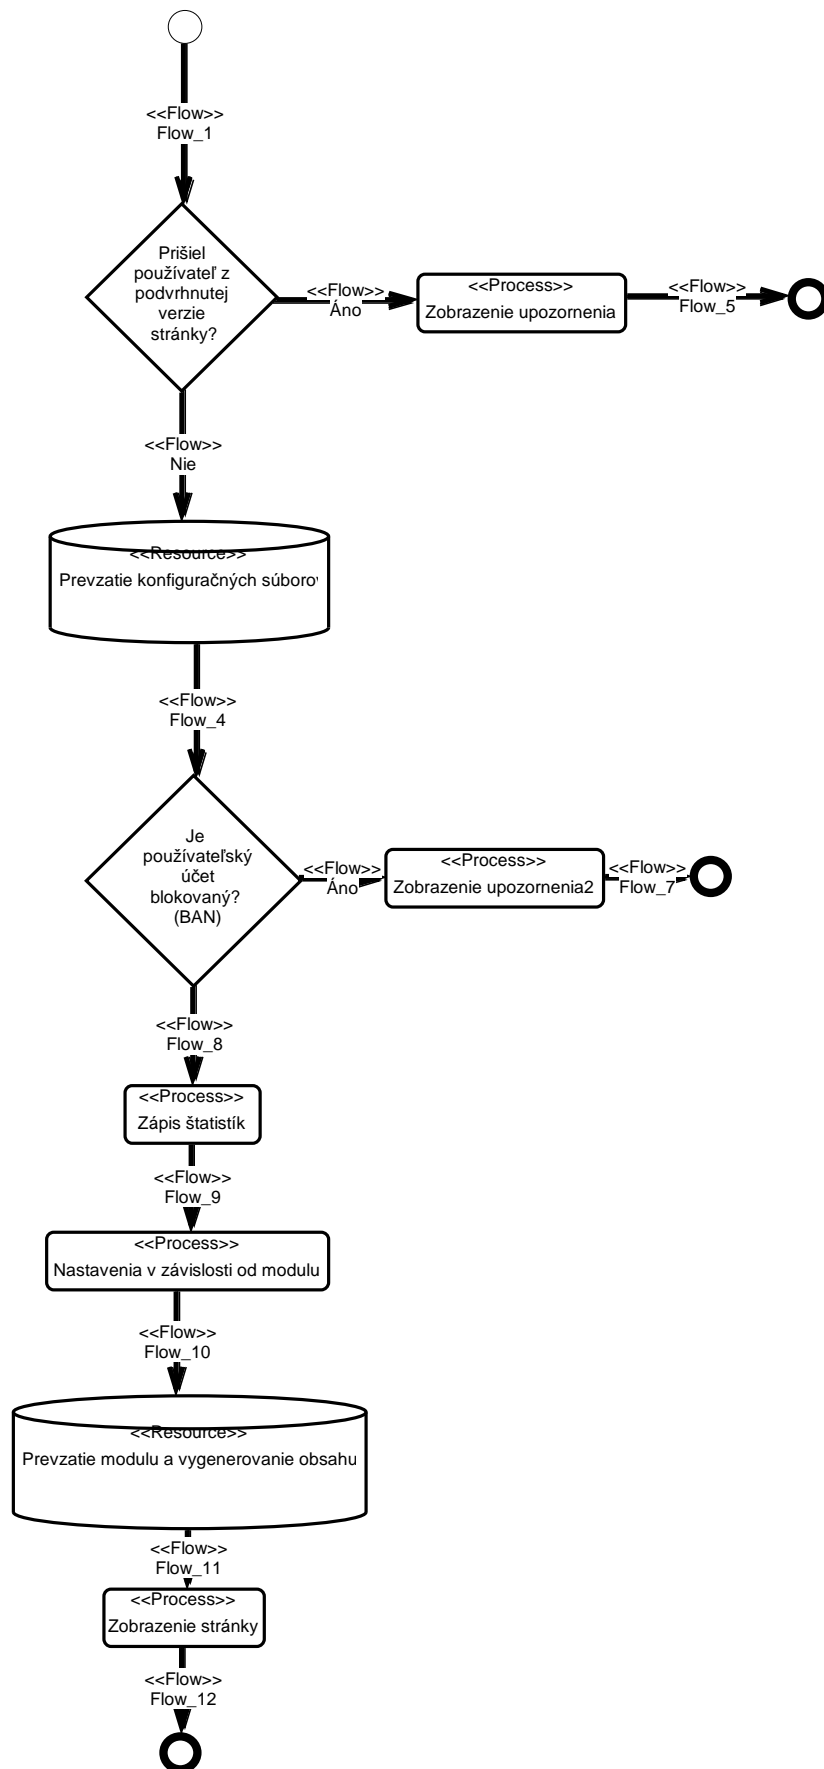 <<Flow>>
Flow_1
Prišiel
používateľ z
podvrhnutej
verzie
stránky?
<<Flow>>
Áno
<<Process>>
Zobrazenie upozornenia
<<Flow>>
Flow_5
<<Flow>>
Nie
<<Resource>>
Prevzatie konfiguračných súborov
<<Flow>>
Flow_4
Je
používateľský
účet
blokovaný?
(BAN)
<<Flow>>
Áno
<<Process>>
Zobrazenie upozornenia2
<<Flow>>
Flow_7
<<Flow>>
Flow_8
<<Process>>
Zápis štatistík
<<Flow>>
Flow_9
<<Process>>
Nastavenia v závislosti od modulu
<<Flow>>
Flow_10
<<Resource>>
Prevzatie modulu a vygenerovanie obsahu
<<Flow>>
Flow_11
<<Process>>
Zobrazenie stránky
<<Flow>>
Flow_12